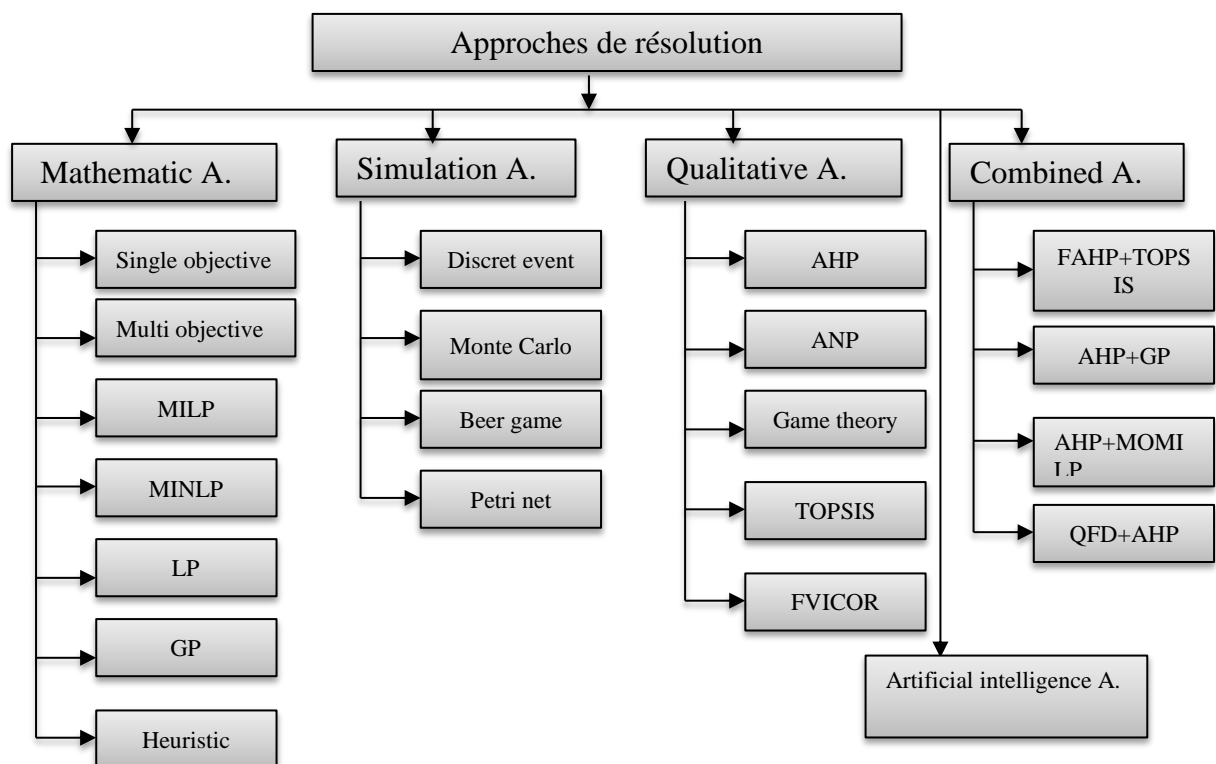 Approches de résolution
Mathematic A.
Single objective
Multi objective
MILP
MINLP
LP
GP
Heuristic
Simulation A.
Discret event
Monte Carlo
Beer game
Petri net
Qualitative A.
AHP
ANP
Game theory
TOPSIS
FVICOR
Combined A.
FAHP+TOPS
IS
AHP+GP
AHP+MOMI
LP
QFD+AHP
Artificial intelligence A.